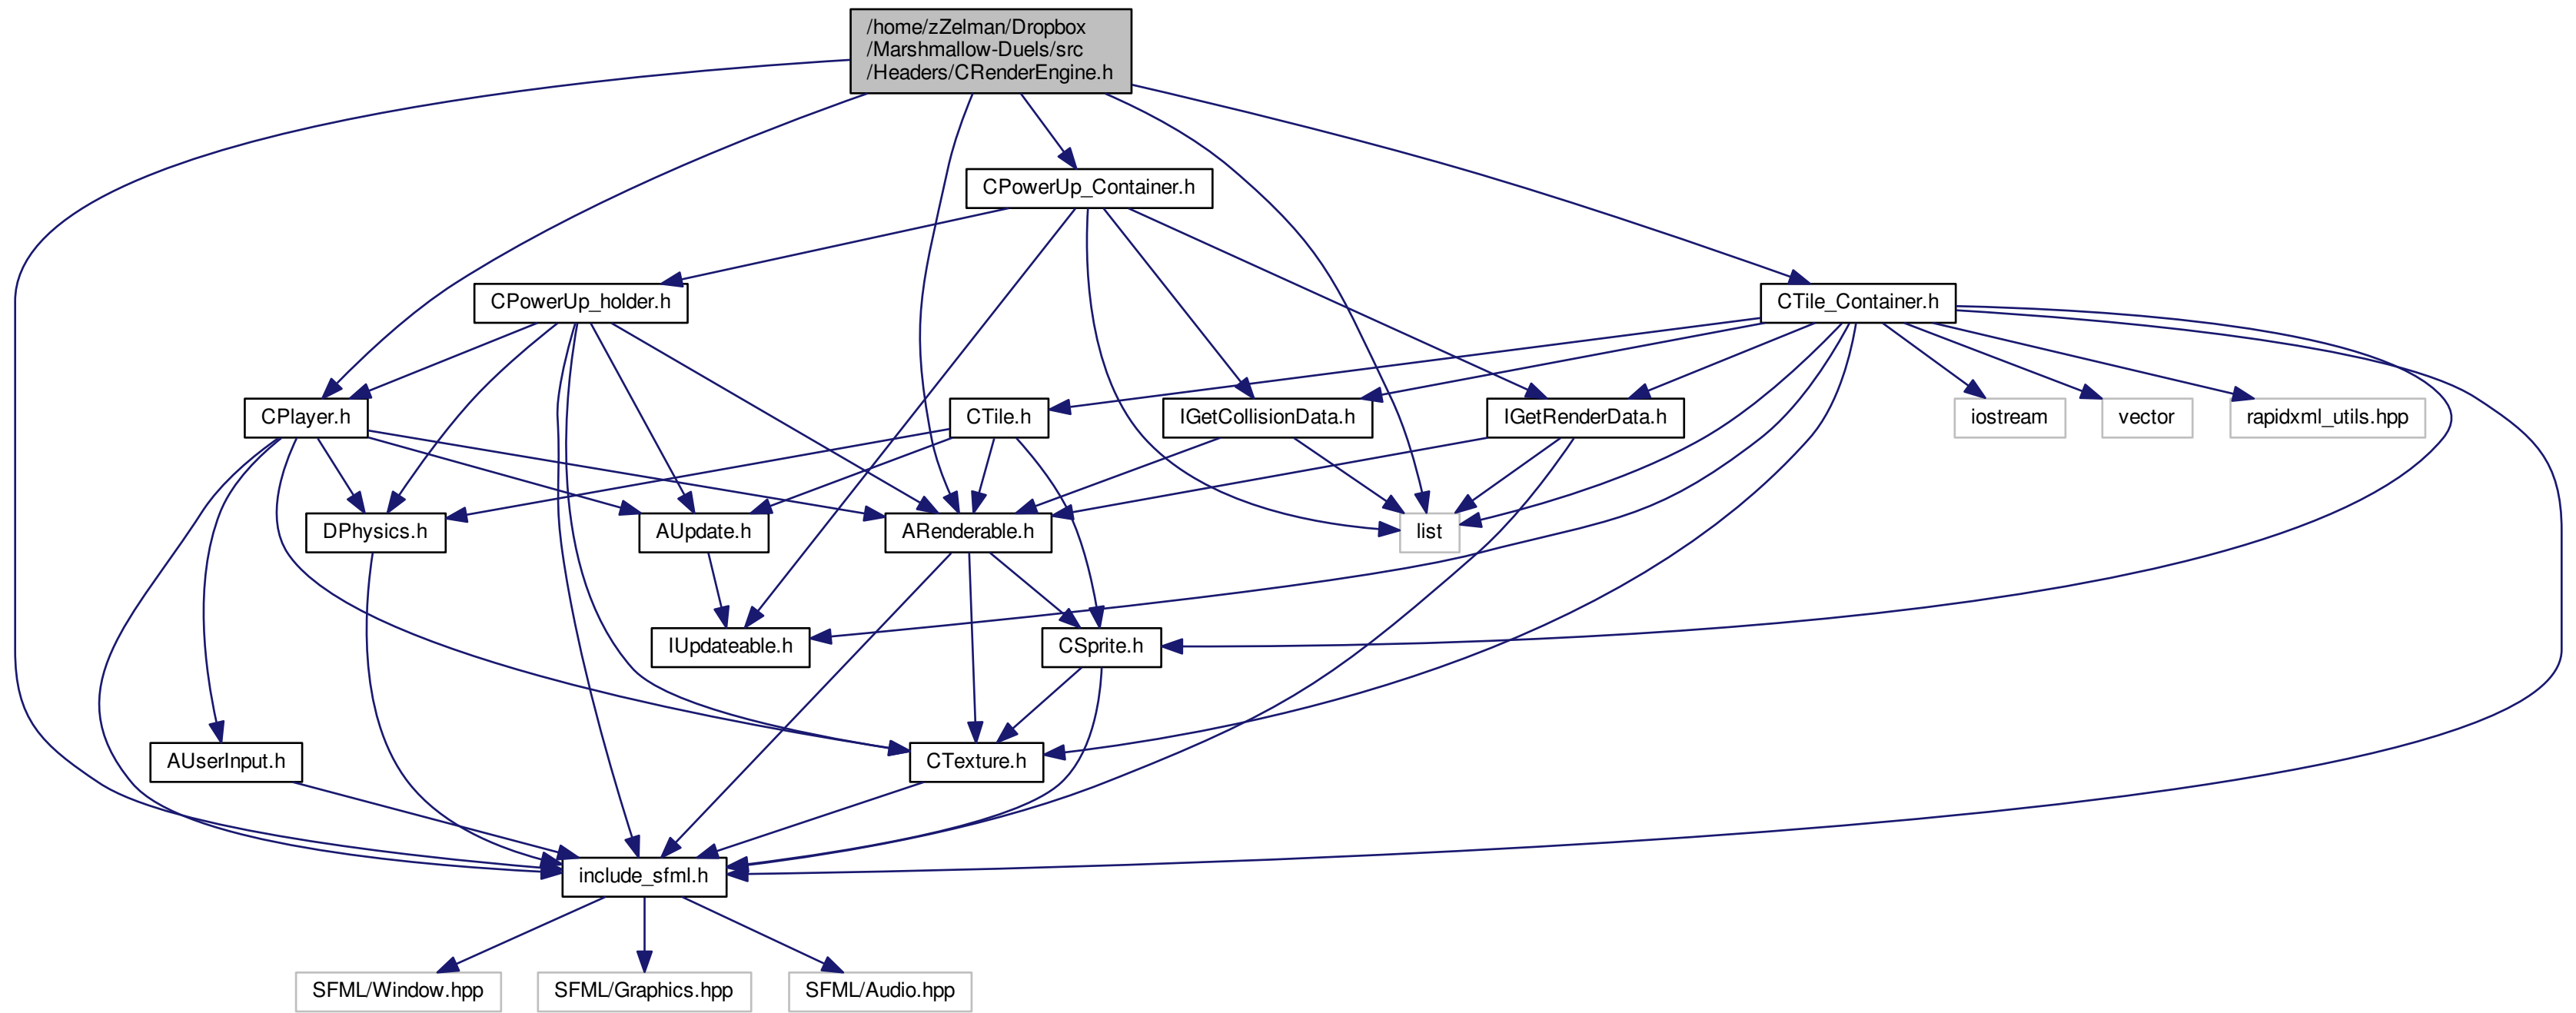 /home/zZelman/Dropbox
/Marshmallow-Duels/src
/Headers/CRenderEngine.h
CPowerUp_Container.h
CPowerUp_holder.h
CTile_Container.h
CPlayer.h
CTile.h
IGetCollisionData.h
IGetRenderData.h
iostream
vector
rapidxml_utils.hpp
DPhysics.h
AUpdate.h
ARenderable.h
list
IUpdateable.h
CSprite.h
AUserInput.h
CTexture.h
include_sfml.h
SFML/Window.hpp
SFML/Graphics.hpp
SFML/Audio.hpp